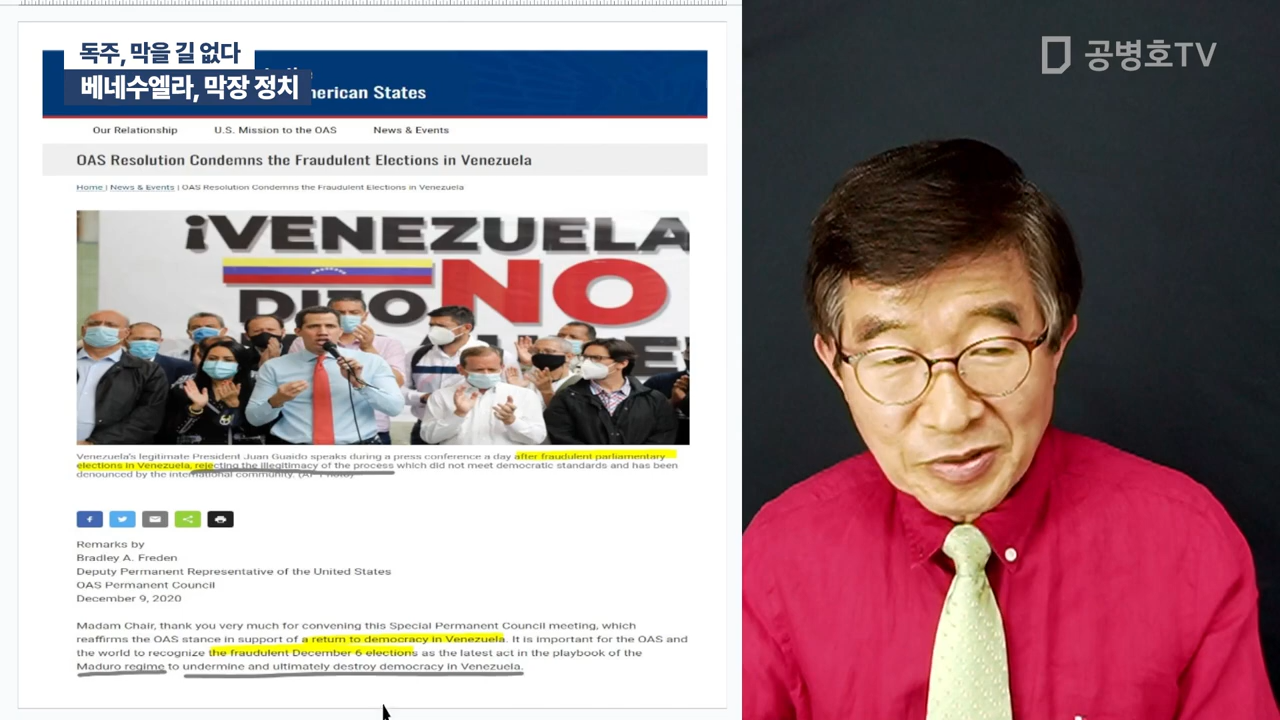 독주, 막을 길 없다
베네수엘라, 막장 정치
공병호TV
erican States
Our Relationship U.S. Mission to the OAS News & Events
OAS Resolution Condemns the Fraudulent Elections in Venezuela
Home | News & Events | OAS Resolution Condemns the Fraudulent Elections in Venezuela
¡VENEZUELA
DIJO NO
Venezuela's legitimate President Juan Guaido speaks during a press conference a day after fraudulent parliamentary
elections in Venezuela, rejecting the illegitimacy of the process which did not meet democratic standards and has been
denounced by the international community. (AP Photo)
Remarks by
Bradley A. Freden
Deputy Permanent Representative of the United States
OAS Permanent Council
December 9, 2020
Madam Chair, thank you very much for convening this Special Permanent Council meeting, which
reaffirms the OAS stance in support of a return to democracy in Venezuela. It is important for the OAS and
the world to recognize the fraudulent December 6 elections as the latest act in the playbook of the
Maduro regime to undermine and ultimately destroy democracy in Venezuela.